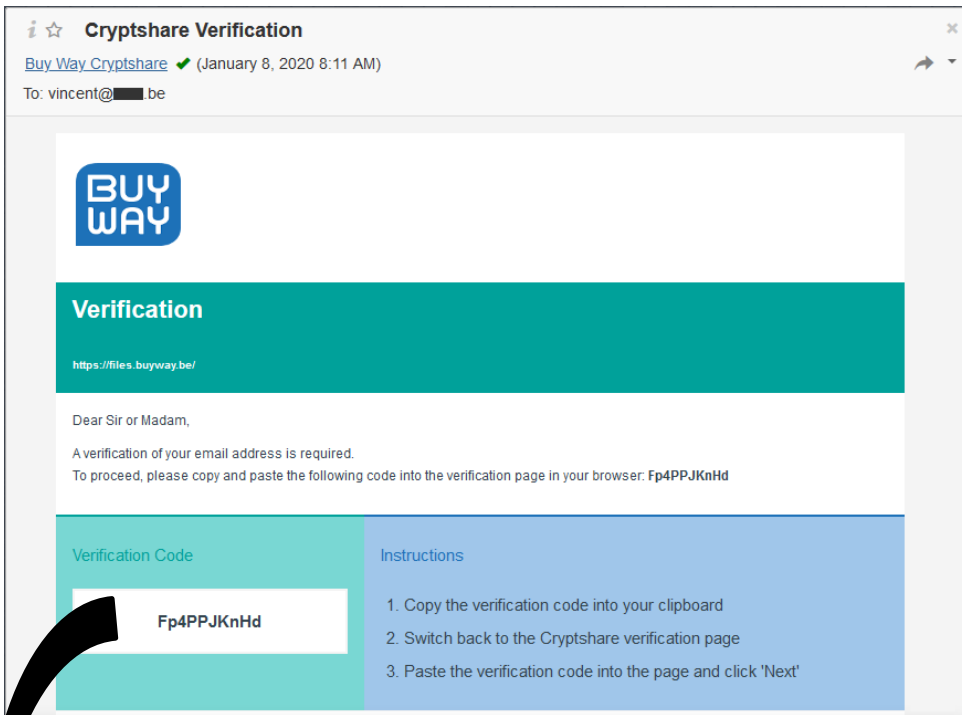 Cryptshare Verification
Buy Way Cryptshare (January 8, 2020 8:11 AM)
To: vincent@ .be
BUY
WAY
Verification
https://files.buyway.be/
Dear Sir or Madam,
A verification of your email address is required.
To proceed, please copy and paste the following code into the verification page in your browser: Fp4PPJKnHd
Verification Code
Fp4PPJKnHd
Instructions
1. Copy the verification code into your clipboard
2. Switch back to the Cryptshare verification page
3. Paste the verification code into the page and click 'Next'